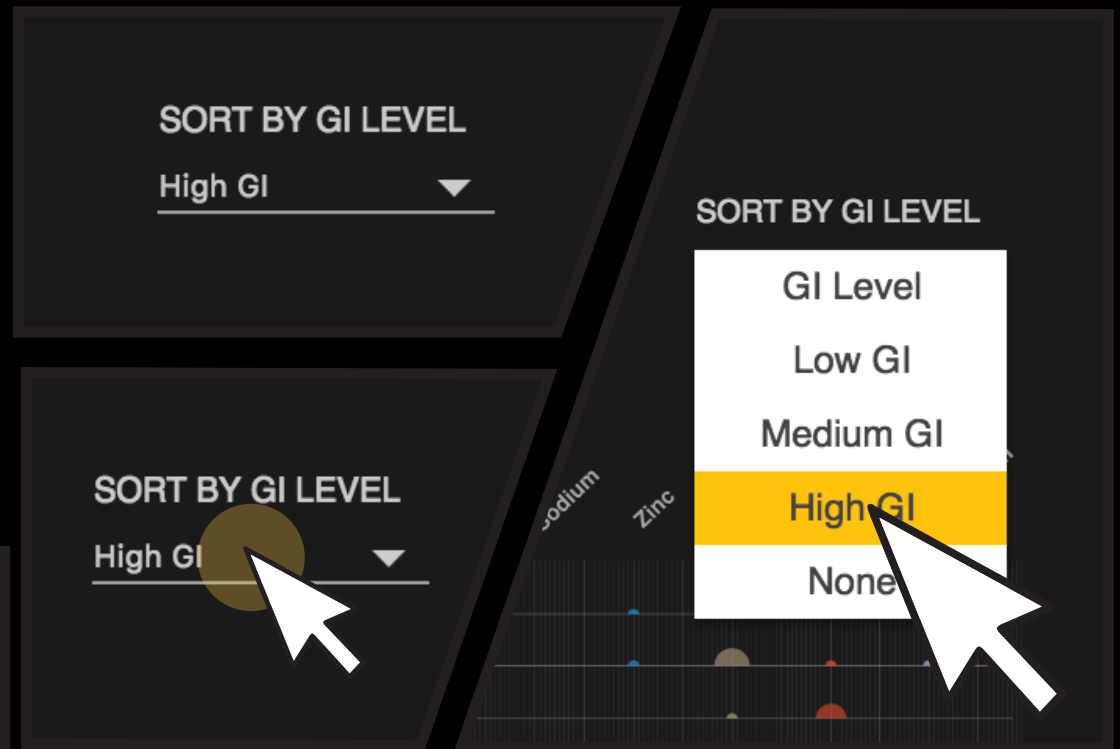 SORT BY GI LEVEL
High GI
SORT BY GI LEVEL
High GI
SORT BY GI LEVEL
GI Level
Low GI
Medium GI
High GI
None
Zinc